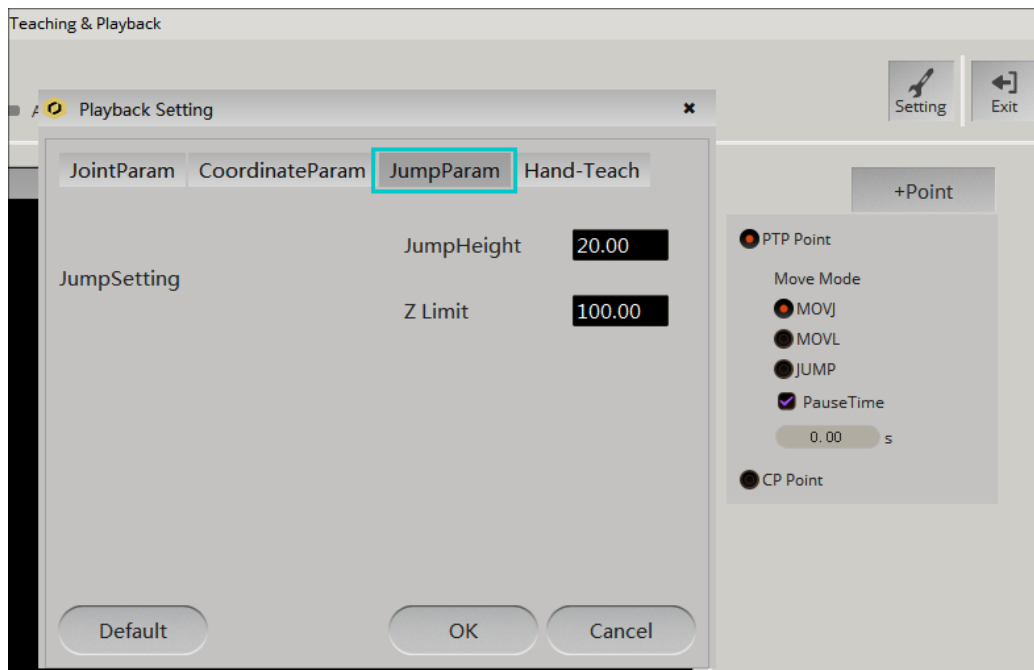 Teaching & Playback
Setting
Exit
Playback Setting
JointParam
CoordinateParam
JumpParam
Hand-Teach
JumpSetting
JumpHeight
20.00
Z Limit
100.00
Default
OK
Cancel
+Point
PTP Point
Move Mode
MOVJ
MOVL
JUMP
PauseTime
0.00
s
CP Point